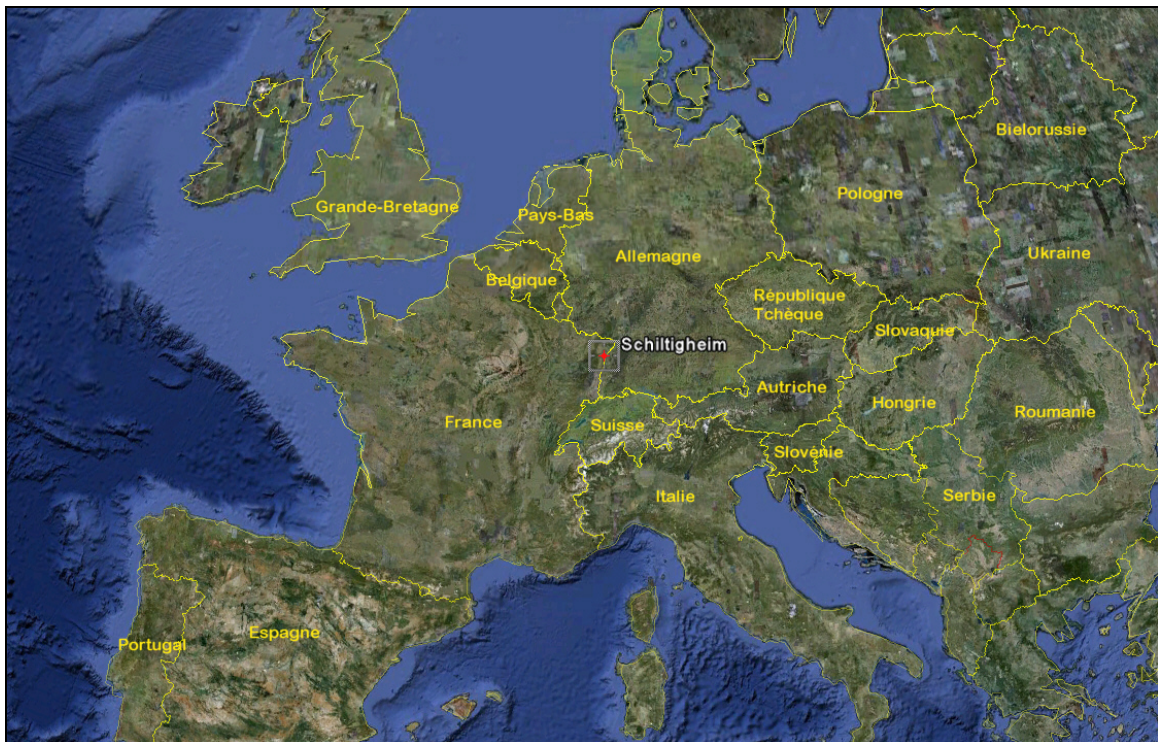 Bielorussie
Pologne
Grande-Bretagne
Pays-Bas
Ukraine
Allemagne
Belgique
République
Tchèque
Slovaquie
Schiltigheim
Autriche
Hongrie
Roumanie
France
Suisse
Slovénie
Italie
Serbie
Espagne
Portugal